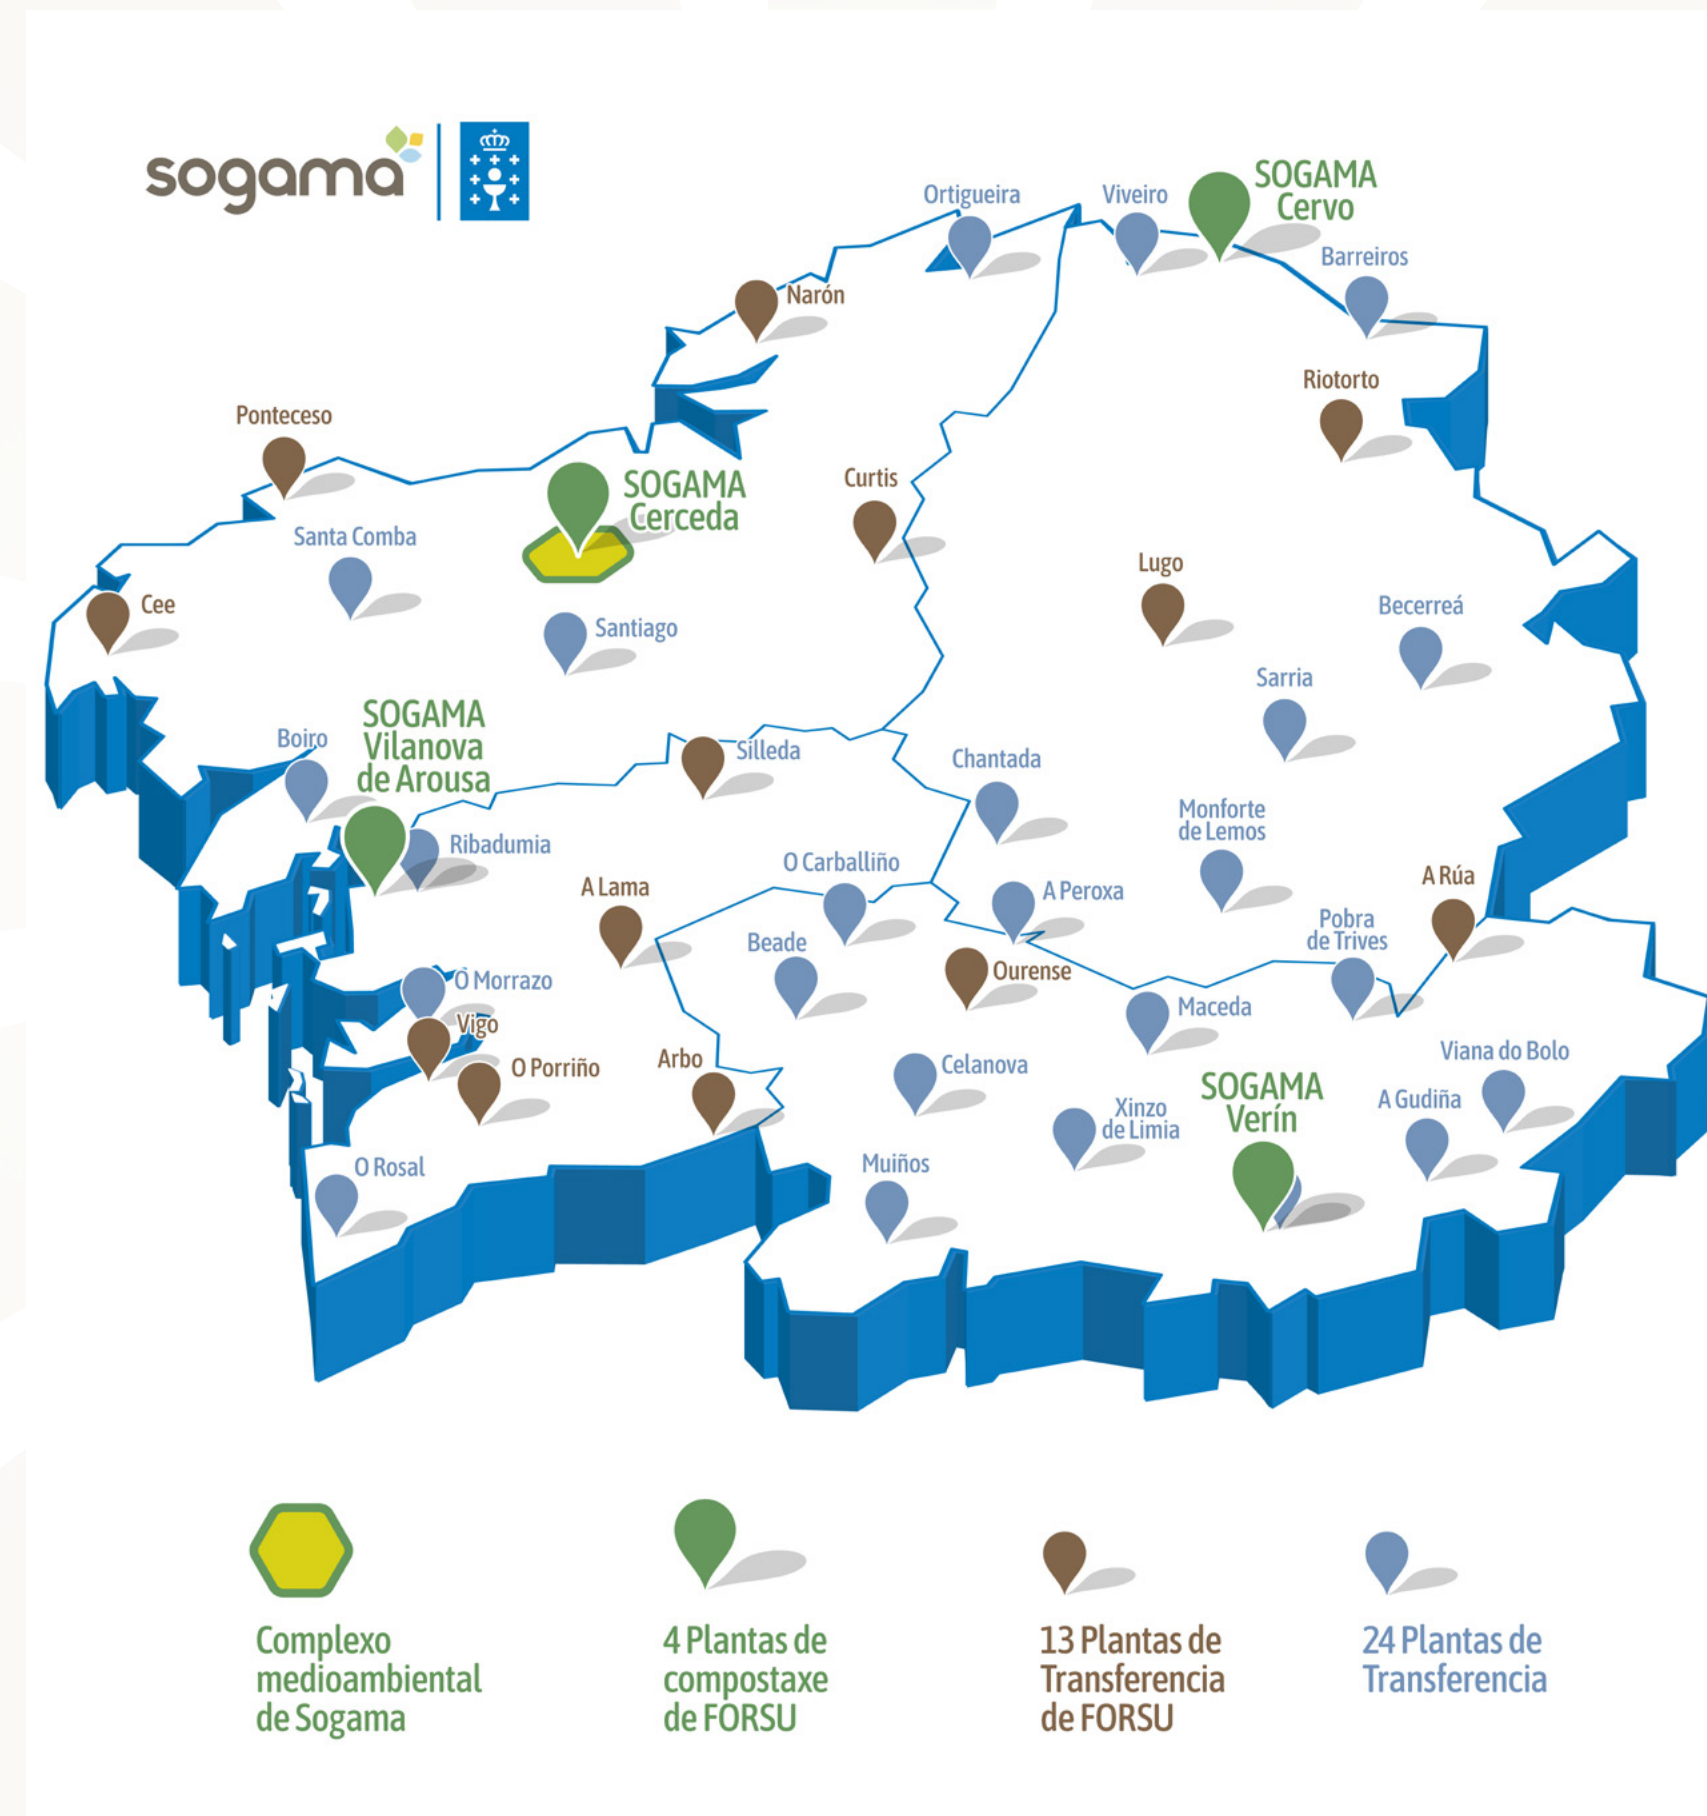 sogama
Ortigueira
Viveiro
SOGAMA
Cervo
Barreiros
Narón
Riotorto
Ponteceso
Curtis
SOGAMA
Cerceda
Santa Comba
Lugo
Cee
Santiago
Becerreá
Sarria
SOGAMA
Vilanova
de Arousa
Boiro
Silleda
Chantada
Monforte
de Lemos
Ribadumia
O Carballiño
A Lama
A Peroxa
A Rúa
Pobra
de Trives
Beade
Ourense
O Morrazo
Maceda
Vigo
O Porriño
Arbo
Celanova
Viana do Bolo
SOGAMA
Verín
A Gudiña
Xinzo
de Limia
O Rosal
Muiños
Complexo
medioambiental
de Sogama
4 Plantas de
compostaxe
de FORSU
13 Plantas de
Transferencia
de FORSU
24 Plantas de
Transferencia